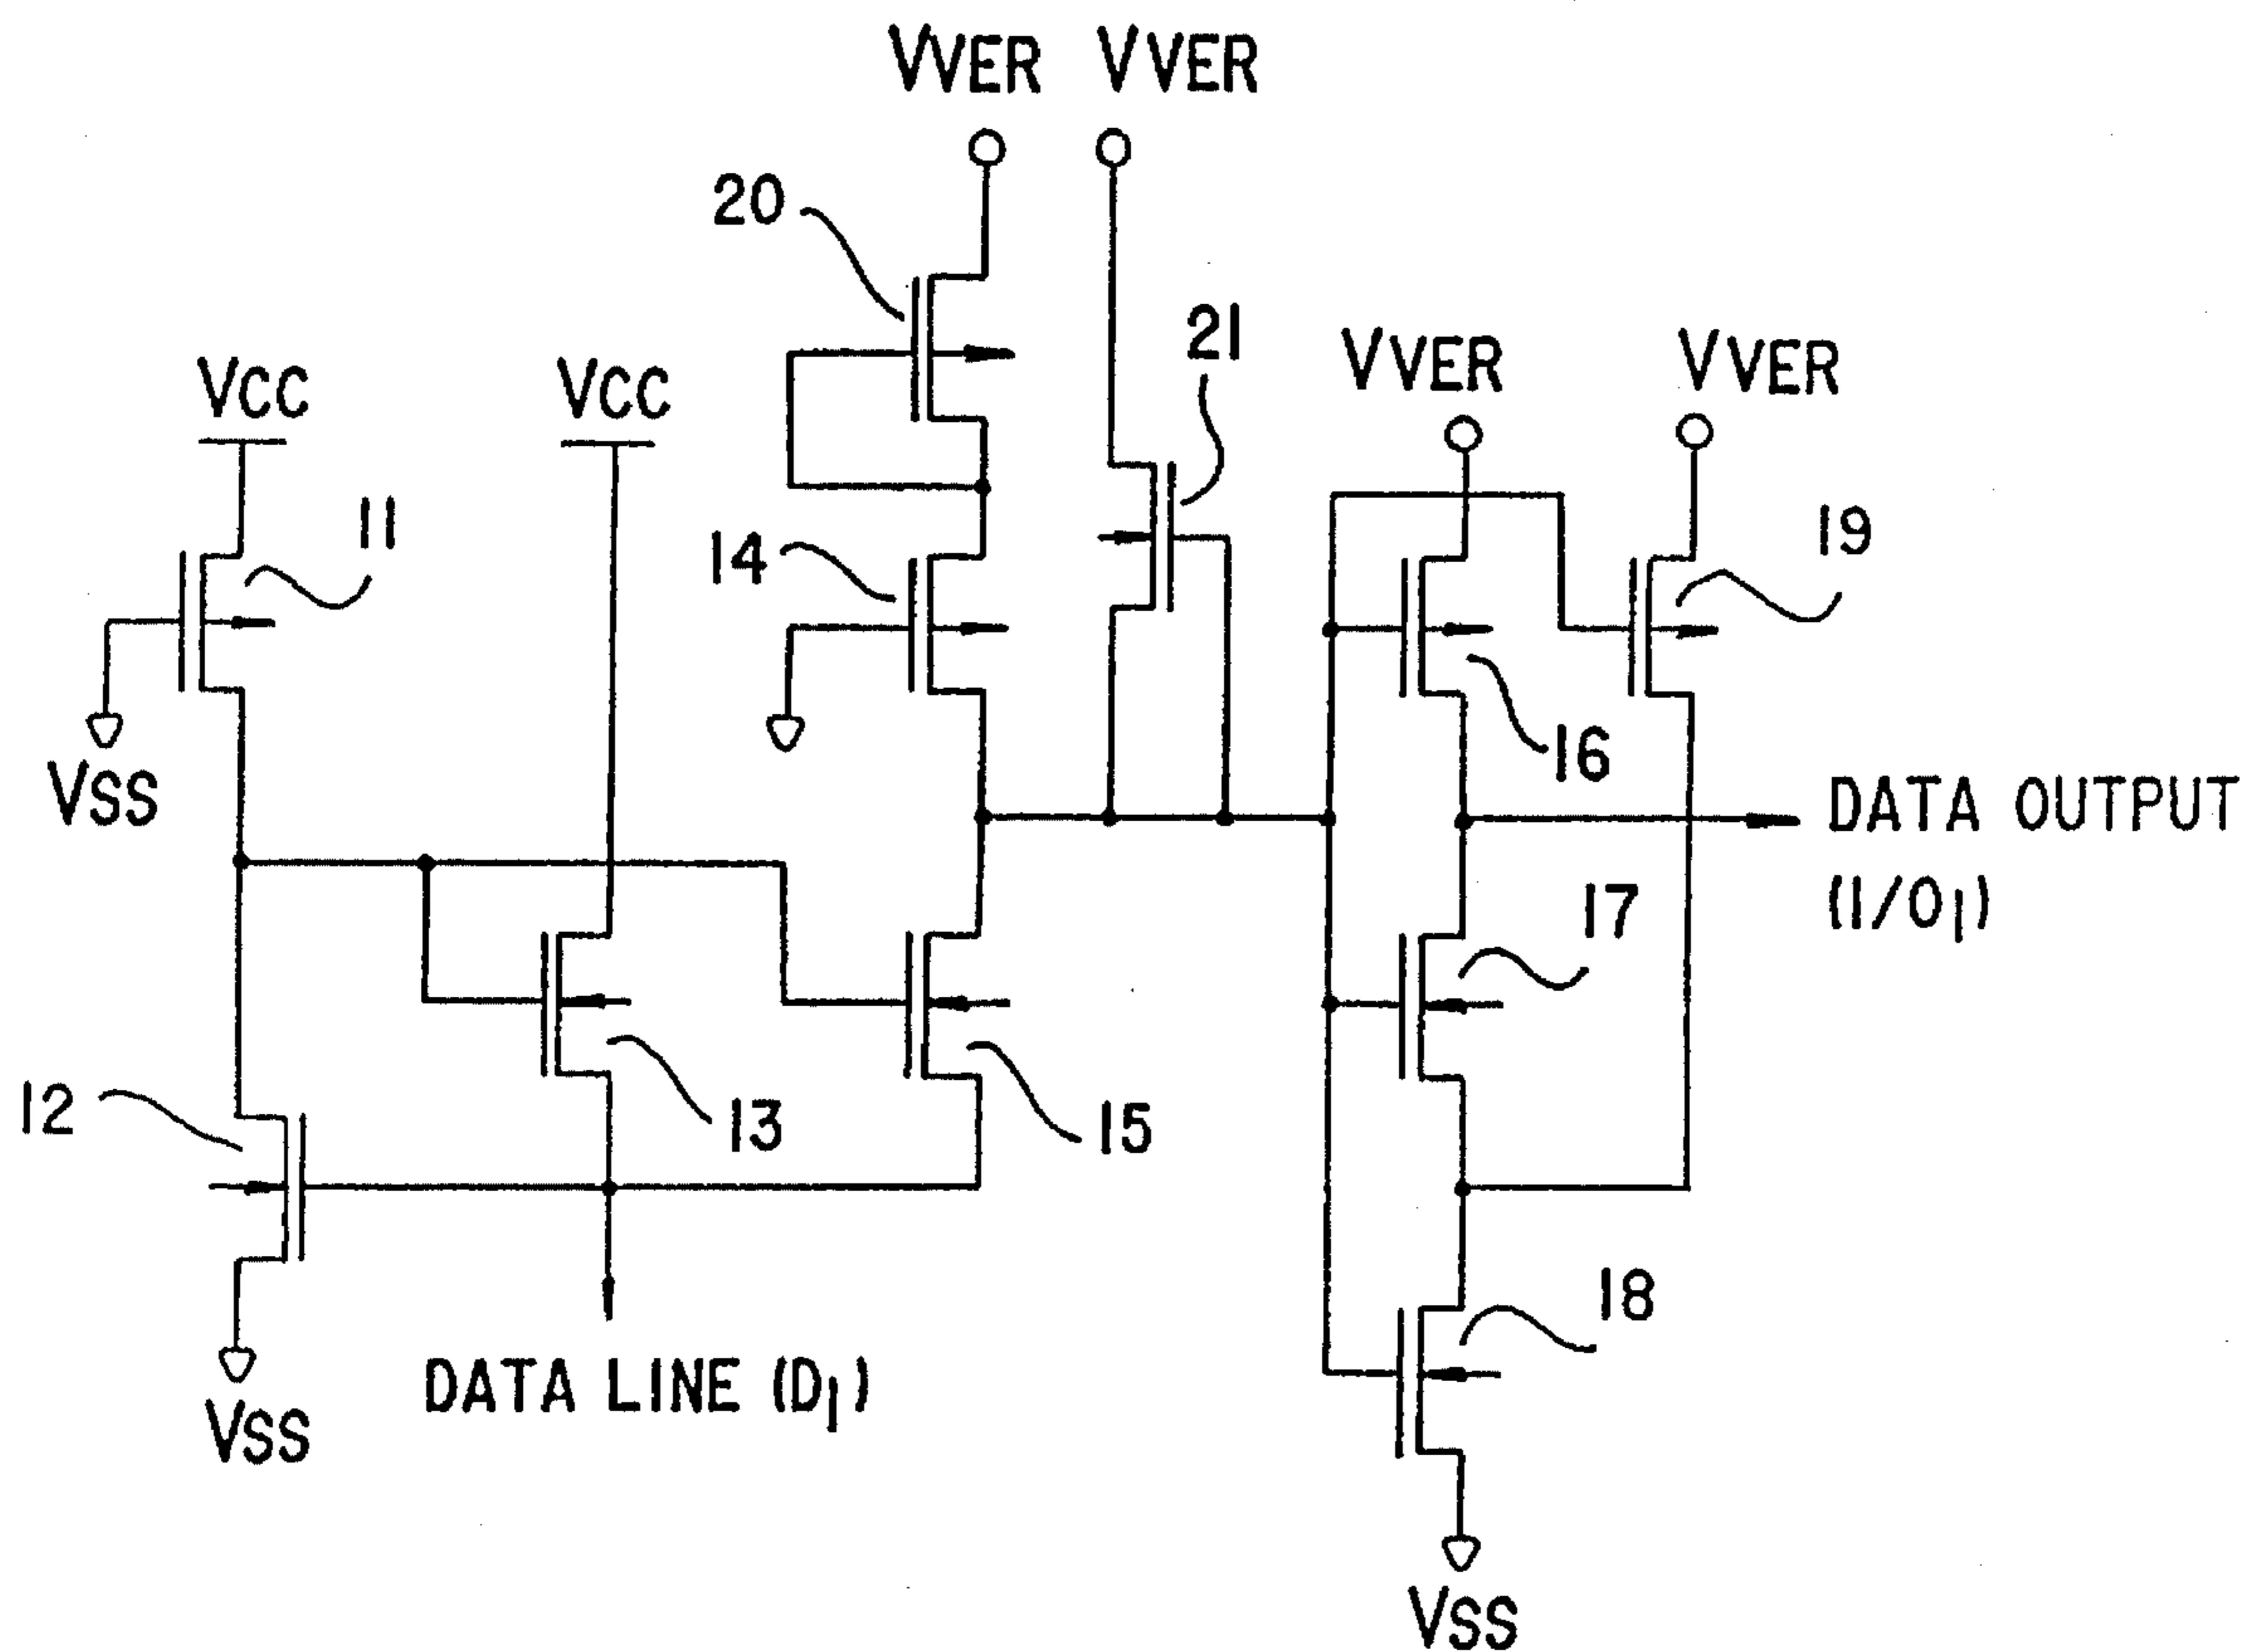 VVER VVER
20
21
VCC VCC
VVER VVER
11
14
19
16
VSS
DATA OUTPUT
(I/O1)
17
12
13
15
18
DATA LINE (D1)
VSS
VSS